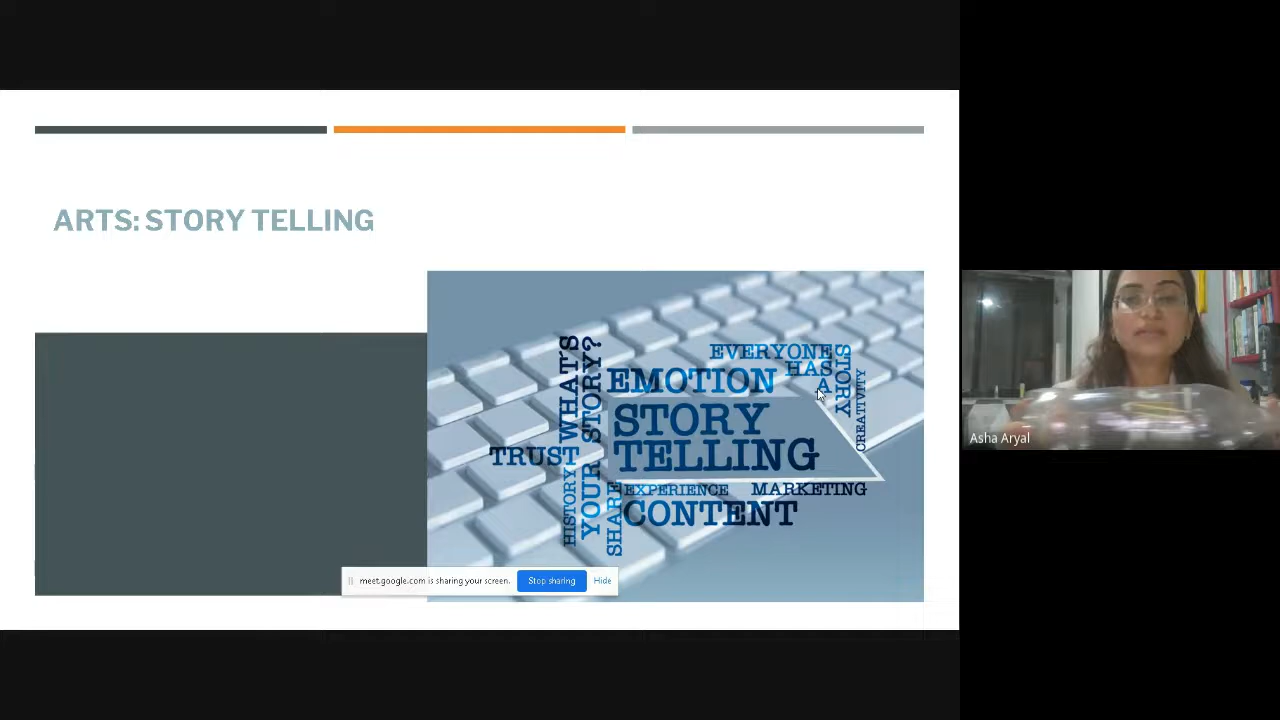 ARTS: STORY TELLING
WHAT'S
YOUR STORY?
EVERYONE
HAS
A
STORY
CREATIVITY
EMOTION
STORY
TELLING
TRUST
HISTORY
SHARE
EXPERIENCE
MARKETING
CONTENT
meet.google.com is sharing your screen.
Stop sharing
Hide
Asha Aryal